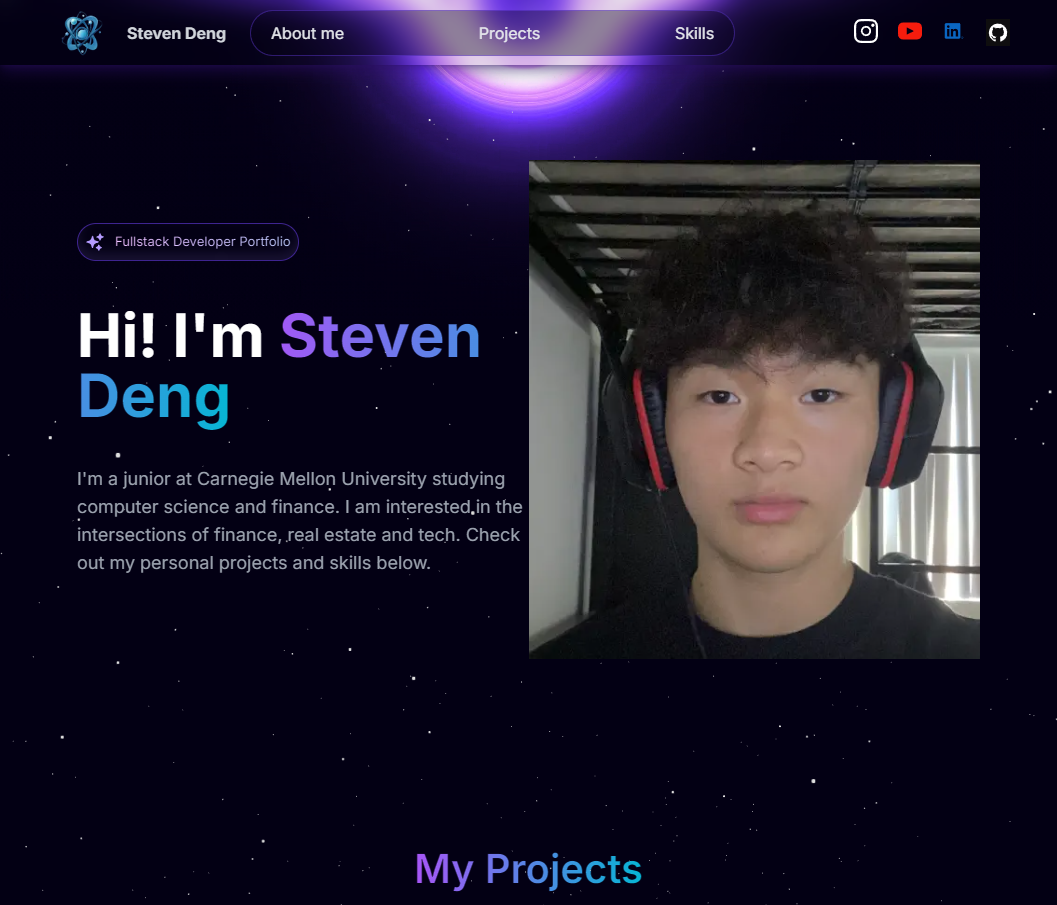 Steven Deng
About me
Projects
Skills
Fullstack Developer Portfolio
Hi! I'm Steven
Deng
I'm a junior at Carnegie Mellon University studying
computer science and finance. I am interested in the
intersections of finance, real estate and tech. Check
out my personal projects and skills below.
My Projects